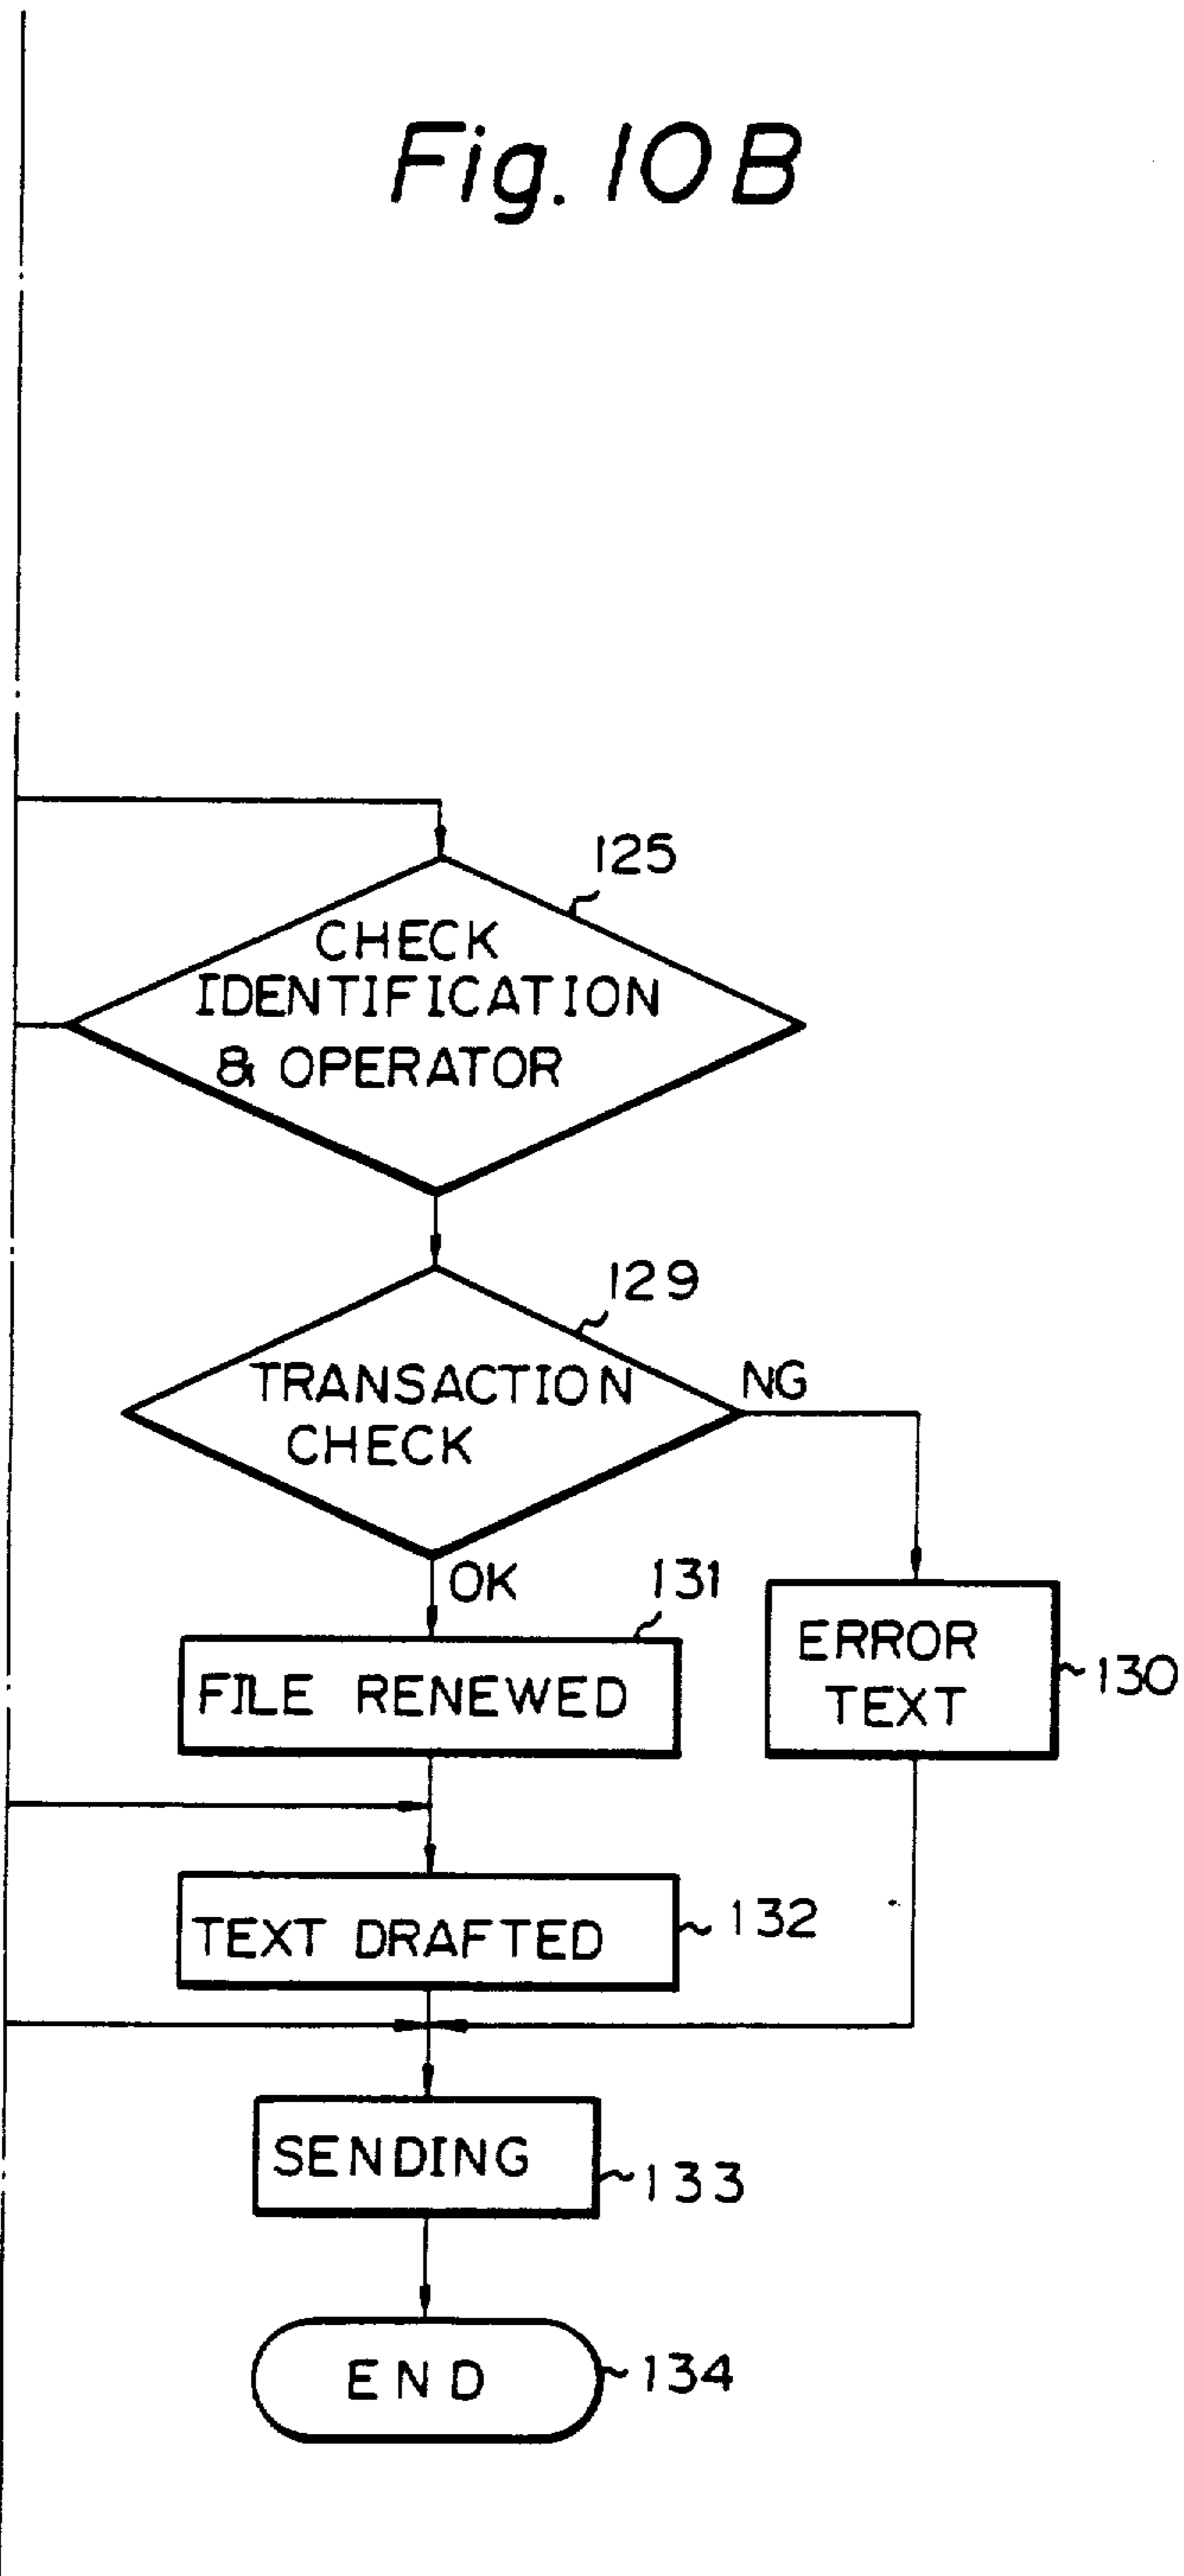 Fig. 10B
125
CHECK
IDENTIFICATION
& OPERATOR
129
TRANSACTION
CHECK
NG
OK
131
FILE RENEWED
ERROR
TEXT
130
TEXT DRAFTED
132
SENDING
133
END
134